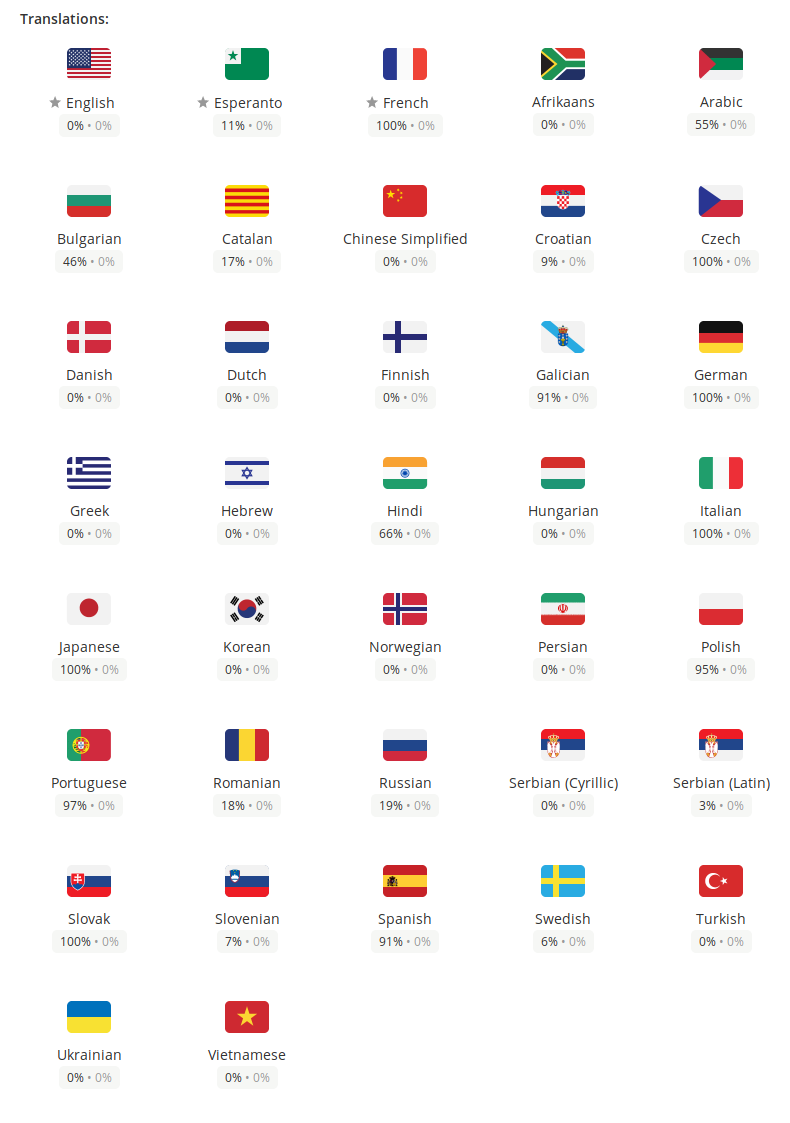 Translations:
English Esperanto French Afrikaans Arabic
0% • 0% 11% • 0% 100% • 0% 0% • 0% 55% • 0%
Bulgarian Catalan Chinese Simplified Croatian Czech
46% • 0% 17% • 0% 0% • 0% 9% • 0% 100% • 0%
Danish Dutch Finnish Galician German
0% • 0% 0% • 0% 0% • 0% 91% • 0% 100% • 0%
Greek Hebrew Hindi Hungarian Italian
0% • 0% 0% • 0% 66% • 0% 0% • 0% 100% • 0%
Japanese Korean Norwegian Persian Polish
100% • 0% 0% • 0% 0% • 0% 0% • 0% 95% • 0%
Portuguese Romanian Russian Serbian (Cyrillic) Serbian (Latin)
97% • 0% 18% • 0% 19% • 0% 0% • 0% 3% • 0%
Slovak Slovenian Spanish Swedish Turkish
100% • 0% 7% • 0% 91% • 0% 6% • 0% 0% • 0%
Ukrainian Vietnamese
0% • 0% 0% • 0%